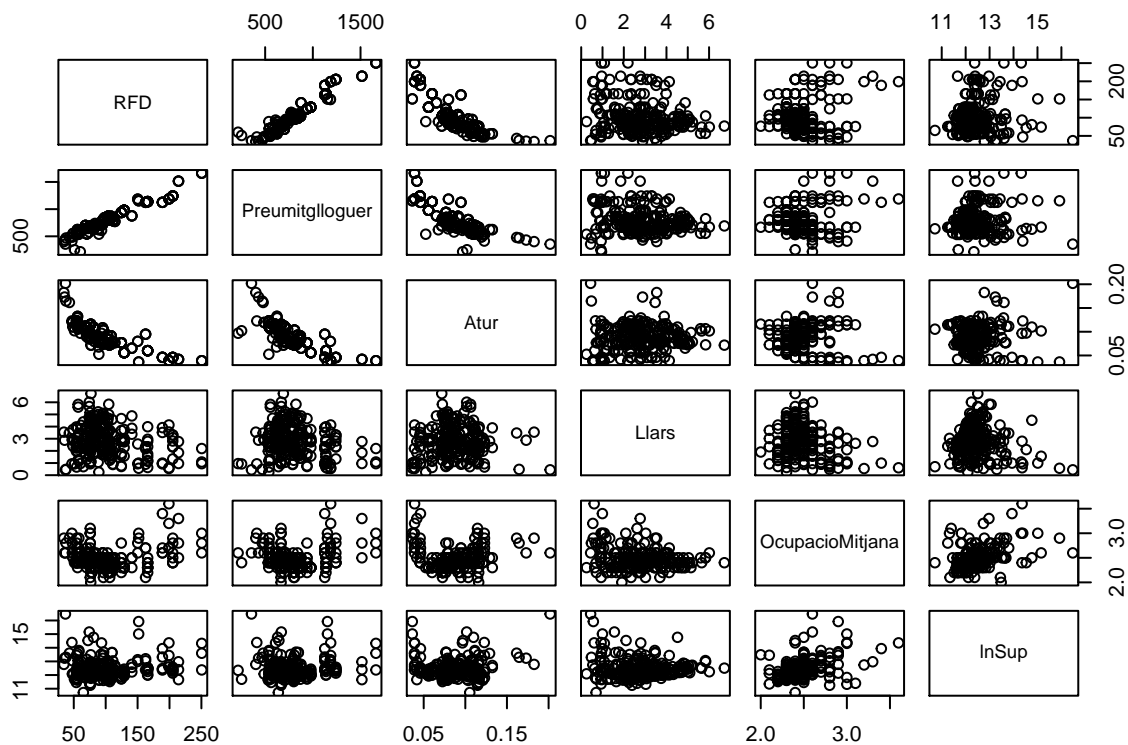 500 1500 0 2 4 6 11 13 15
RFD 50 200
500 Preumitglloguer
Atur 0.05 0.20
0 3 6 Llars
OcupacioMitjana 2.0 3.0
11 15 InSup
50 150 250 0.05 0.15 2.0 3.0